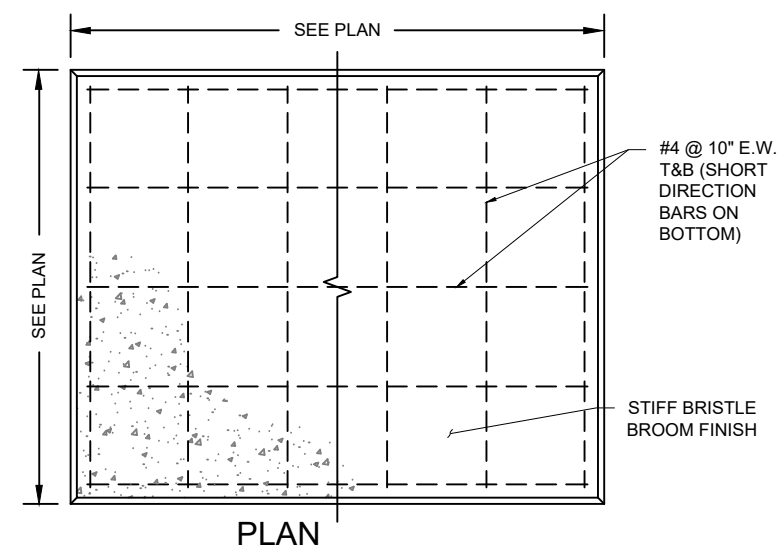 SEE PLAN
SEE PLAN
#4 @ 10" E.W.
T&B (SHORT
DIRECTION
BARS ON
BOTTOM)
STIFF BRISTLE
BROOM FINISH
PLAN